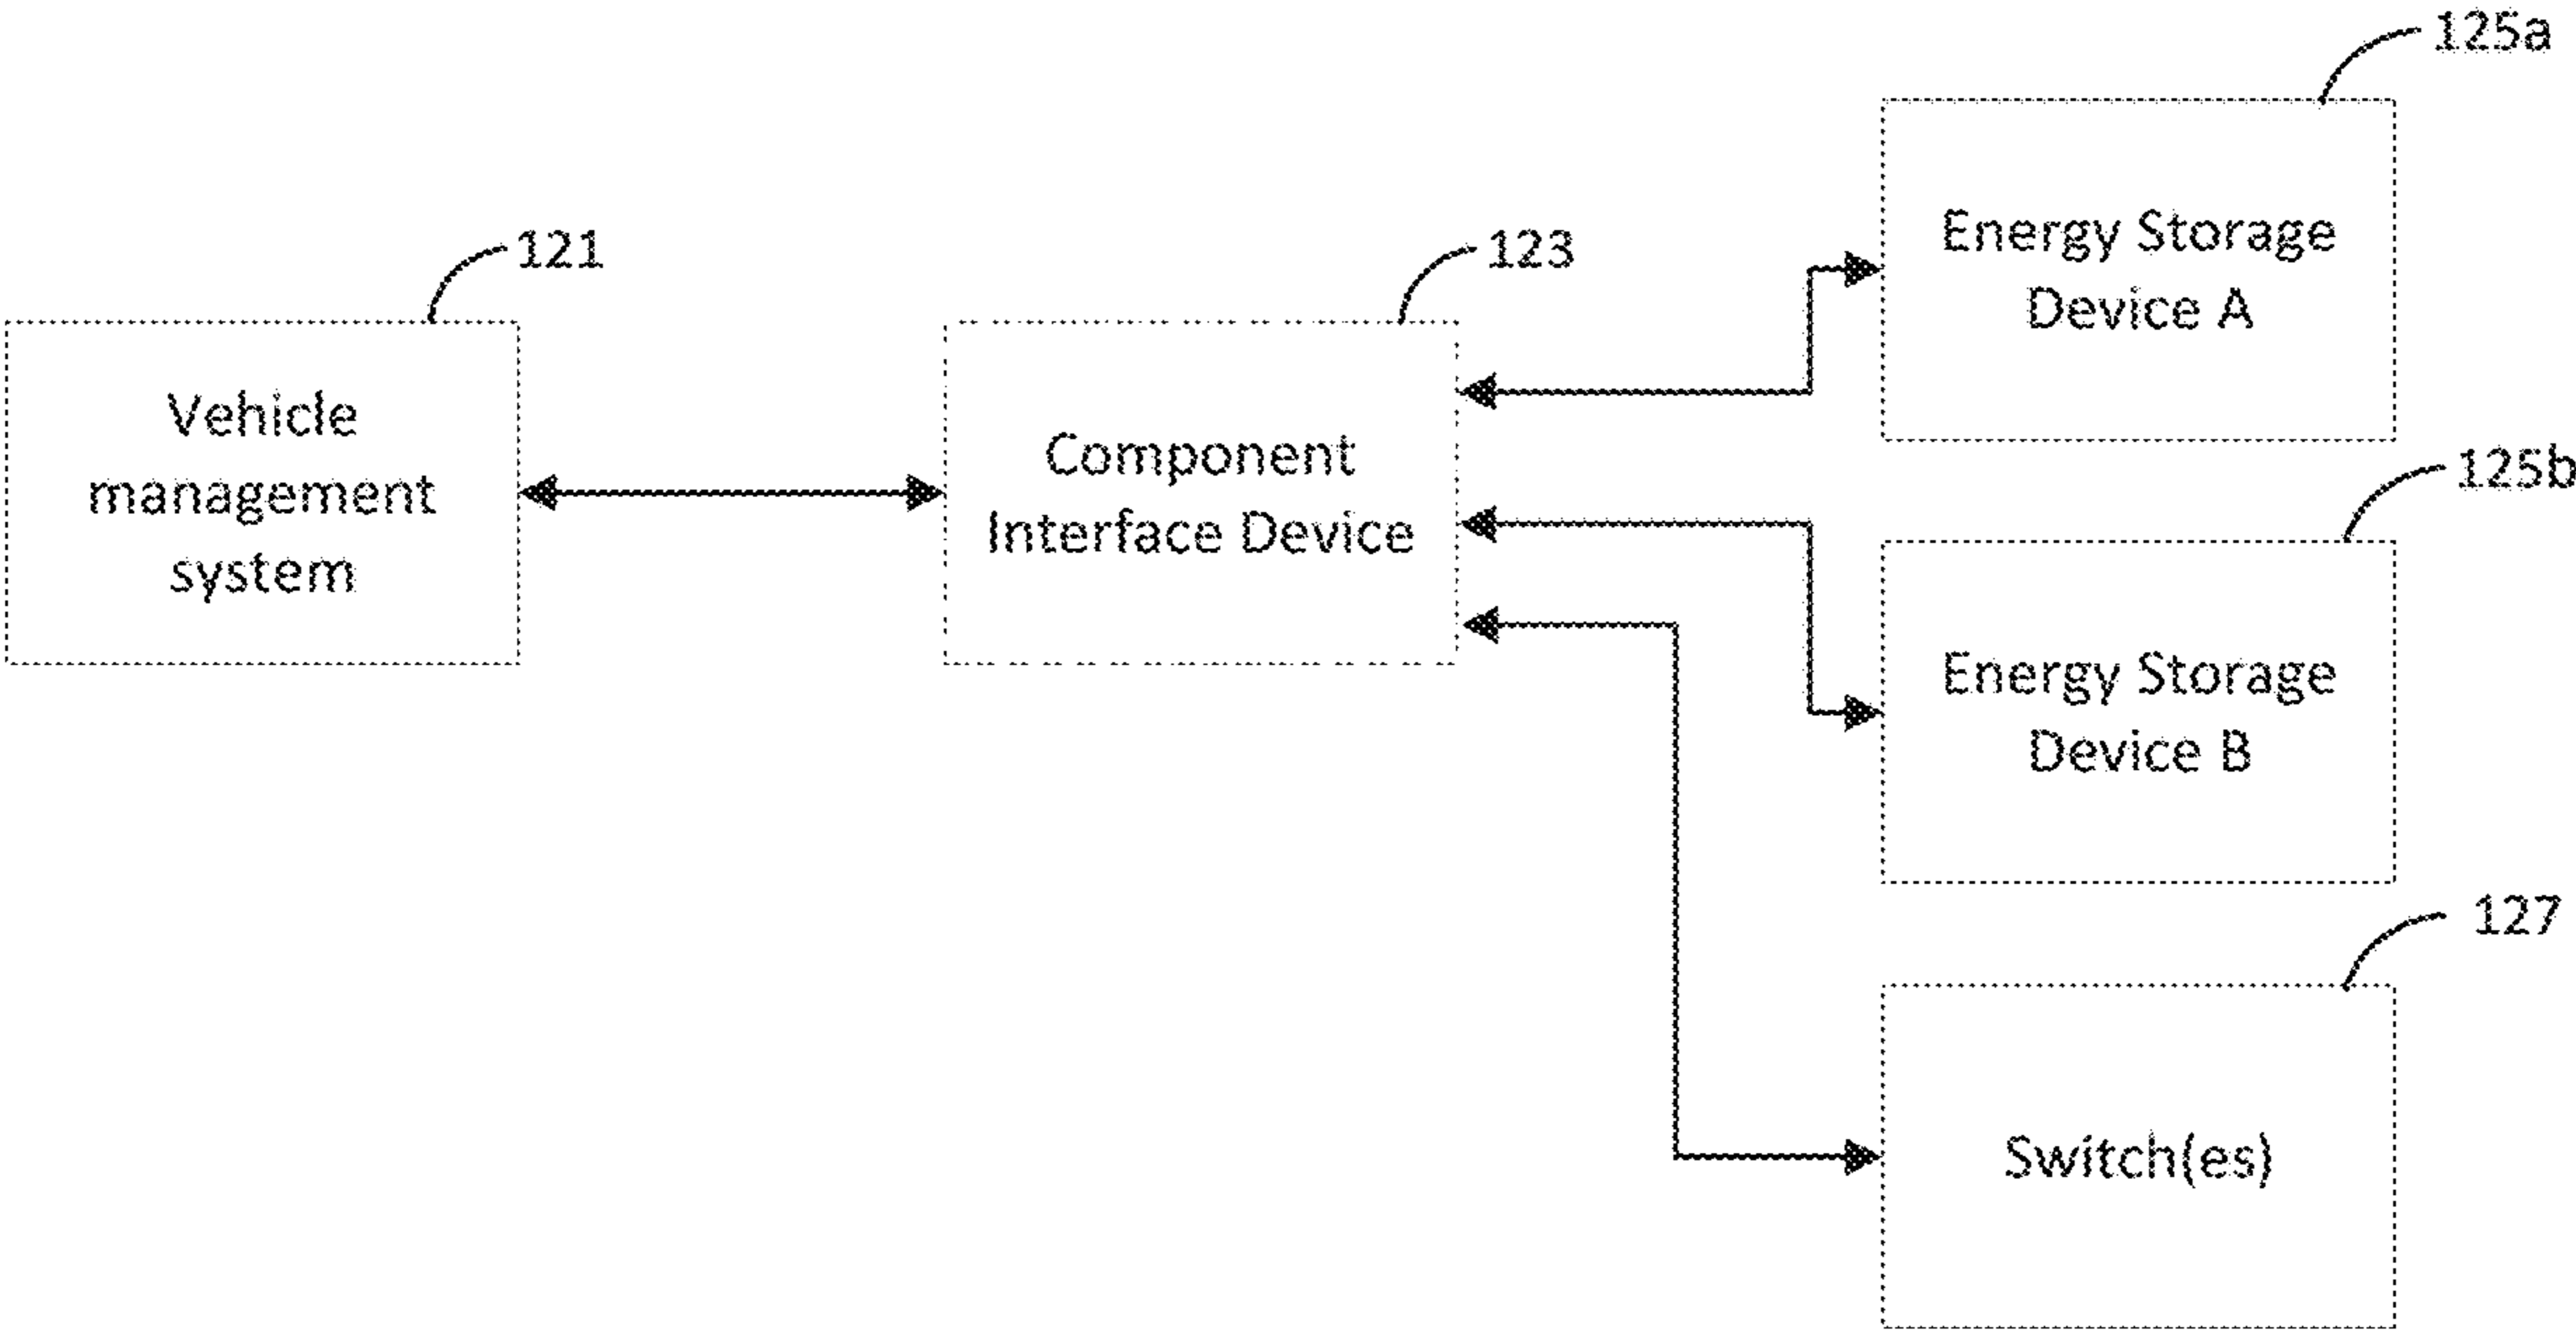 125a
Energy Storage
Device A
121
Vehicle
management
system
123
Component
Interface Device
125b
Energy Storage
Device B
127
Switch(es)